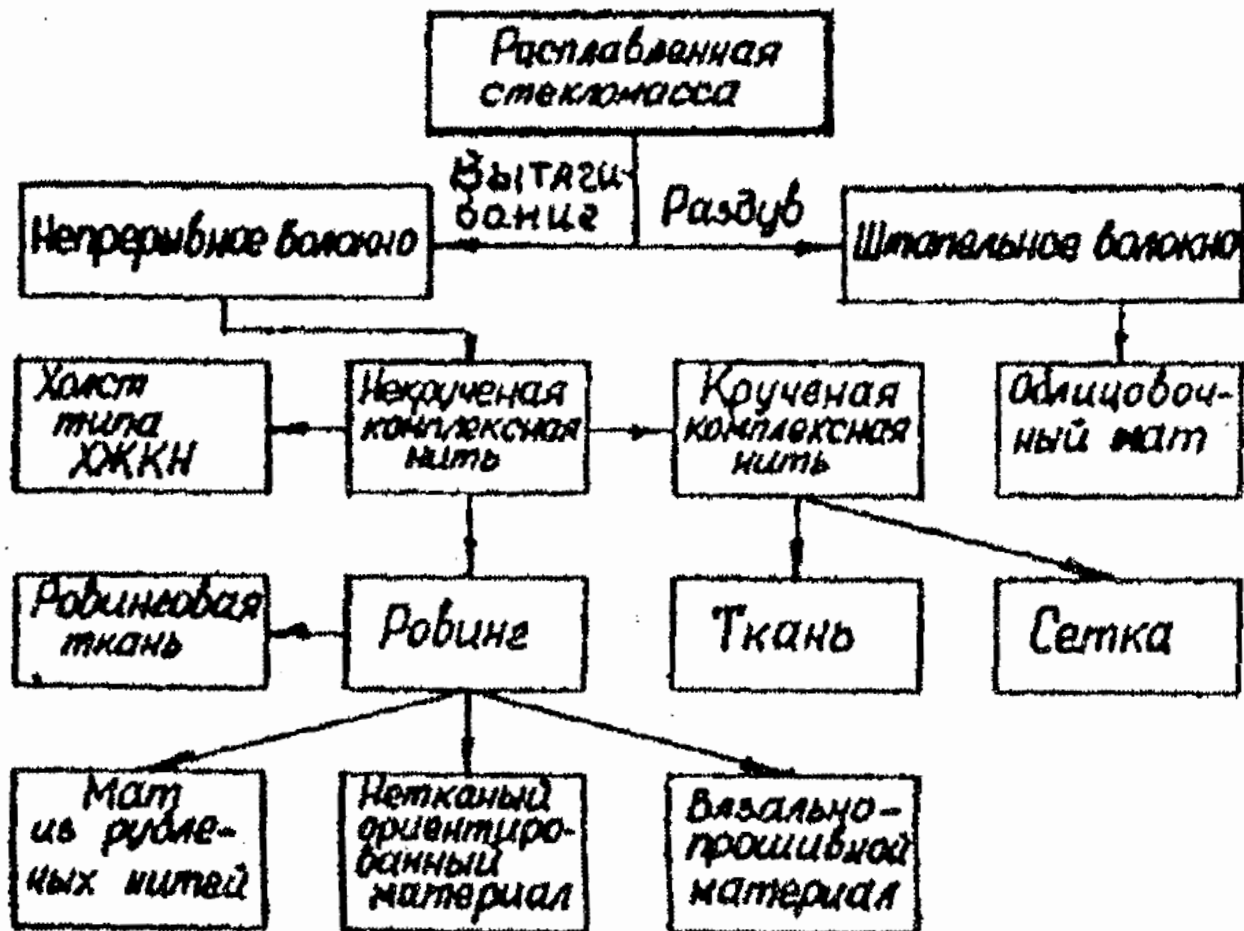 Расплавленная
стекломасса
Вытаги-
вание
Раздув
Непрерывное волокно
Штапельное волокно
Холст
типа
ХЖКН
Некрученая
комплексная
нить
Крученая
комплексная
нить
Облицовоч-
ный мат
Ровинговая
ткань
Ровинг
Ткань
Сетка
Мат
из рубле-
ных нитей
Нетканый
ориентиро-
ванный
материал
Вязально-
прошивной
материал